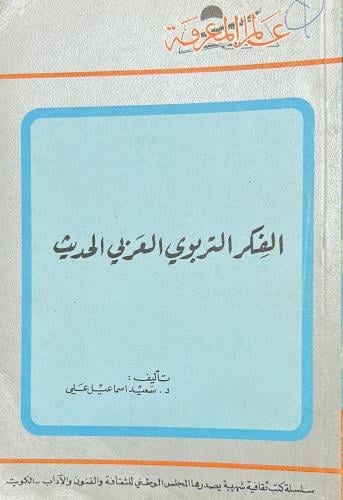 عالم المعرفة
الفكر التربوي العربي الحديث
تأليف:
د. سعيد اسماعيل علي
سلسلة كتب ثقافية شهرية يصدرها المجلس الوطني للثقافة والفنون والآداب - الكويت